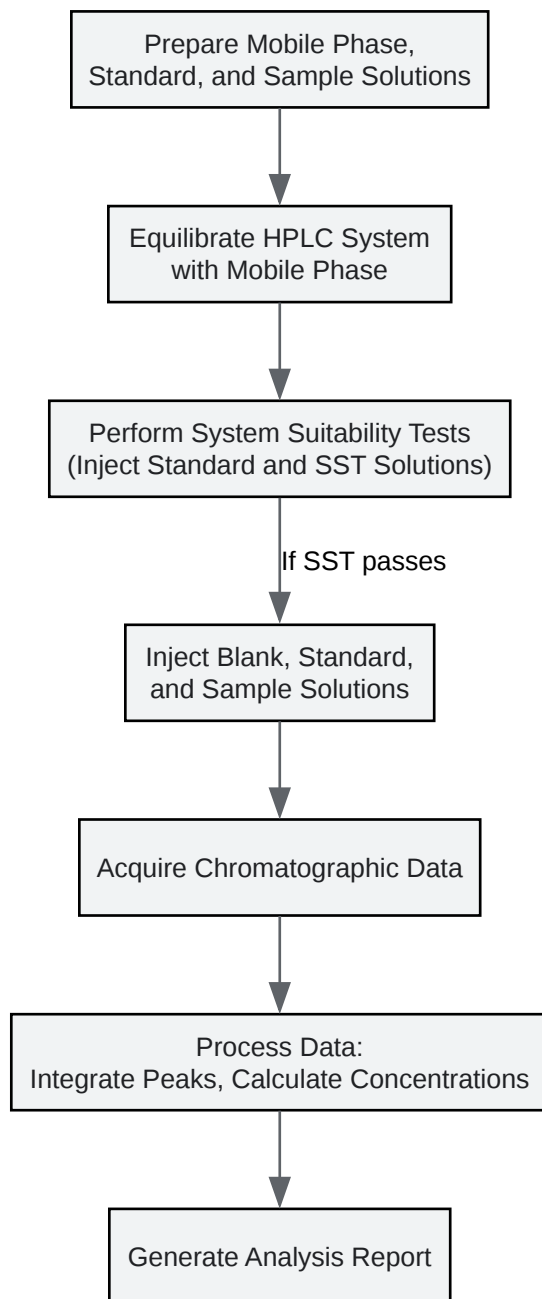 Prepare Mobile Phase,
Standard, and Sample Solutions
Equilibrate HPLC System
with Mobile Phase
Perform System Suitability Tests
(Inject Standard and SST Solutions)
If SST passes
Inject Blank, Standard,
and Sample Solutions
Acquire Chromatographic Data
Process Data:
Integrate Peaks, Calculate Concentrations
Generate Analysis Report